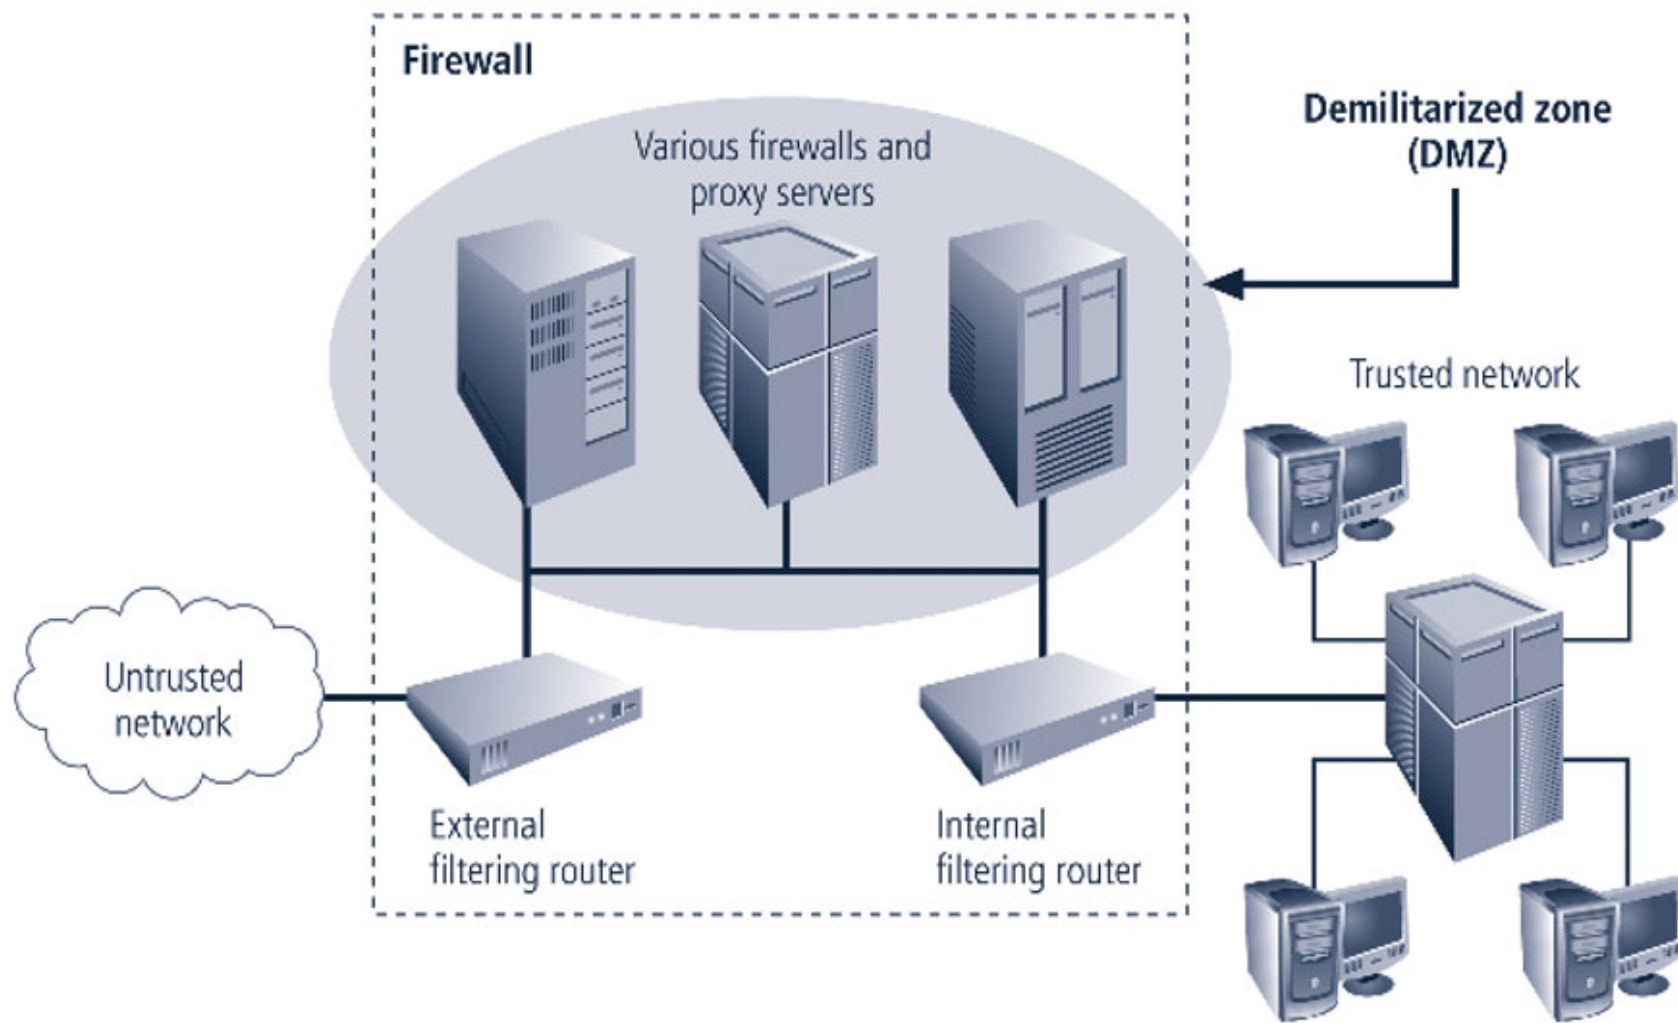 Firewall
Various firewalls and
proxy servers
Demilitarized zone
(DMZ)
Trusted network
Untrusted
network
External
filtering router
Internal
filtering router